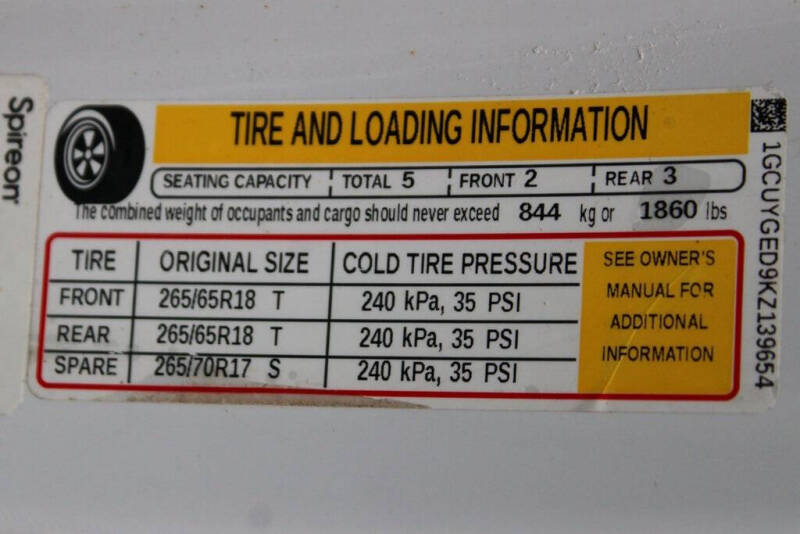 Spireon
TIRE AND LOADING INFORMATION
SEATING CAPACITY TOTAL 5 FRONT 2 REAR 3
The combined weight of occupants and cargo should never exceed 844 kg or 1860 lbs
TIRE ORIGINAL SIZE COLD TIRE PRESSURE
FRONT 265/65R18 T 240 kPa, 35 PSI
REAR 265/65R18 T 240 kPa, 35 PSI
SPARE 265/70R17 S 240 kPa, 35 PSI
SEE OWNER'S
MANUAL FOR
ADDITIONAL
INFORMATION
1GCUYGED9KZ139654